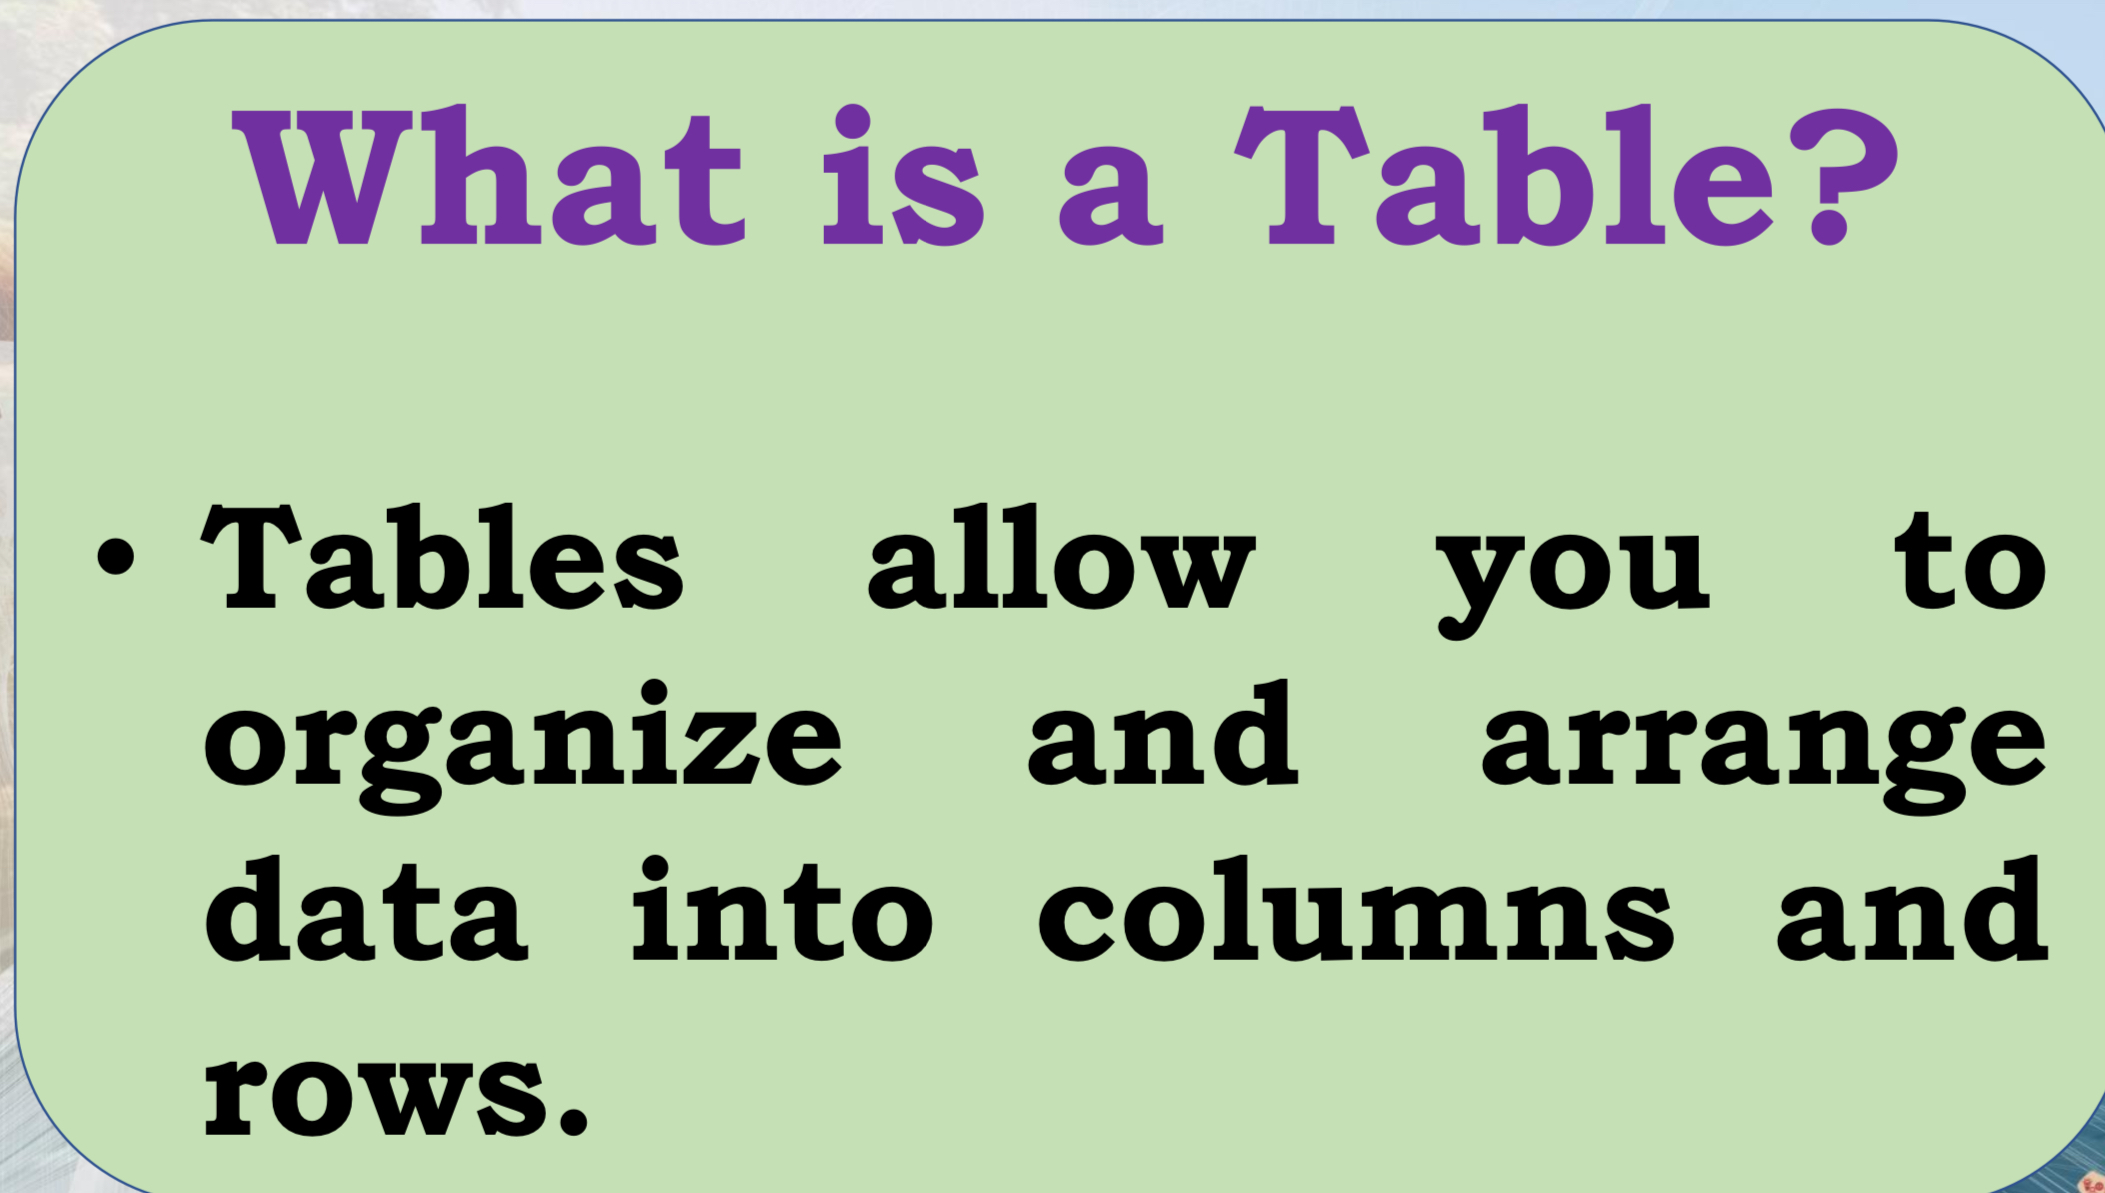 What is a Table?
• Tables allow you to
organize and arrange
data into columns and
rows.